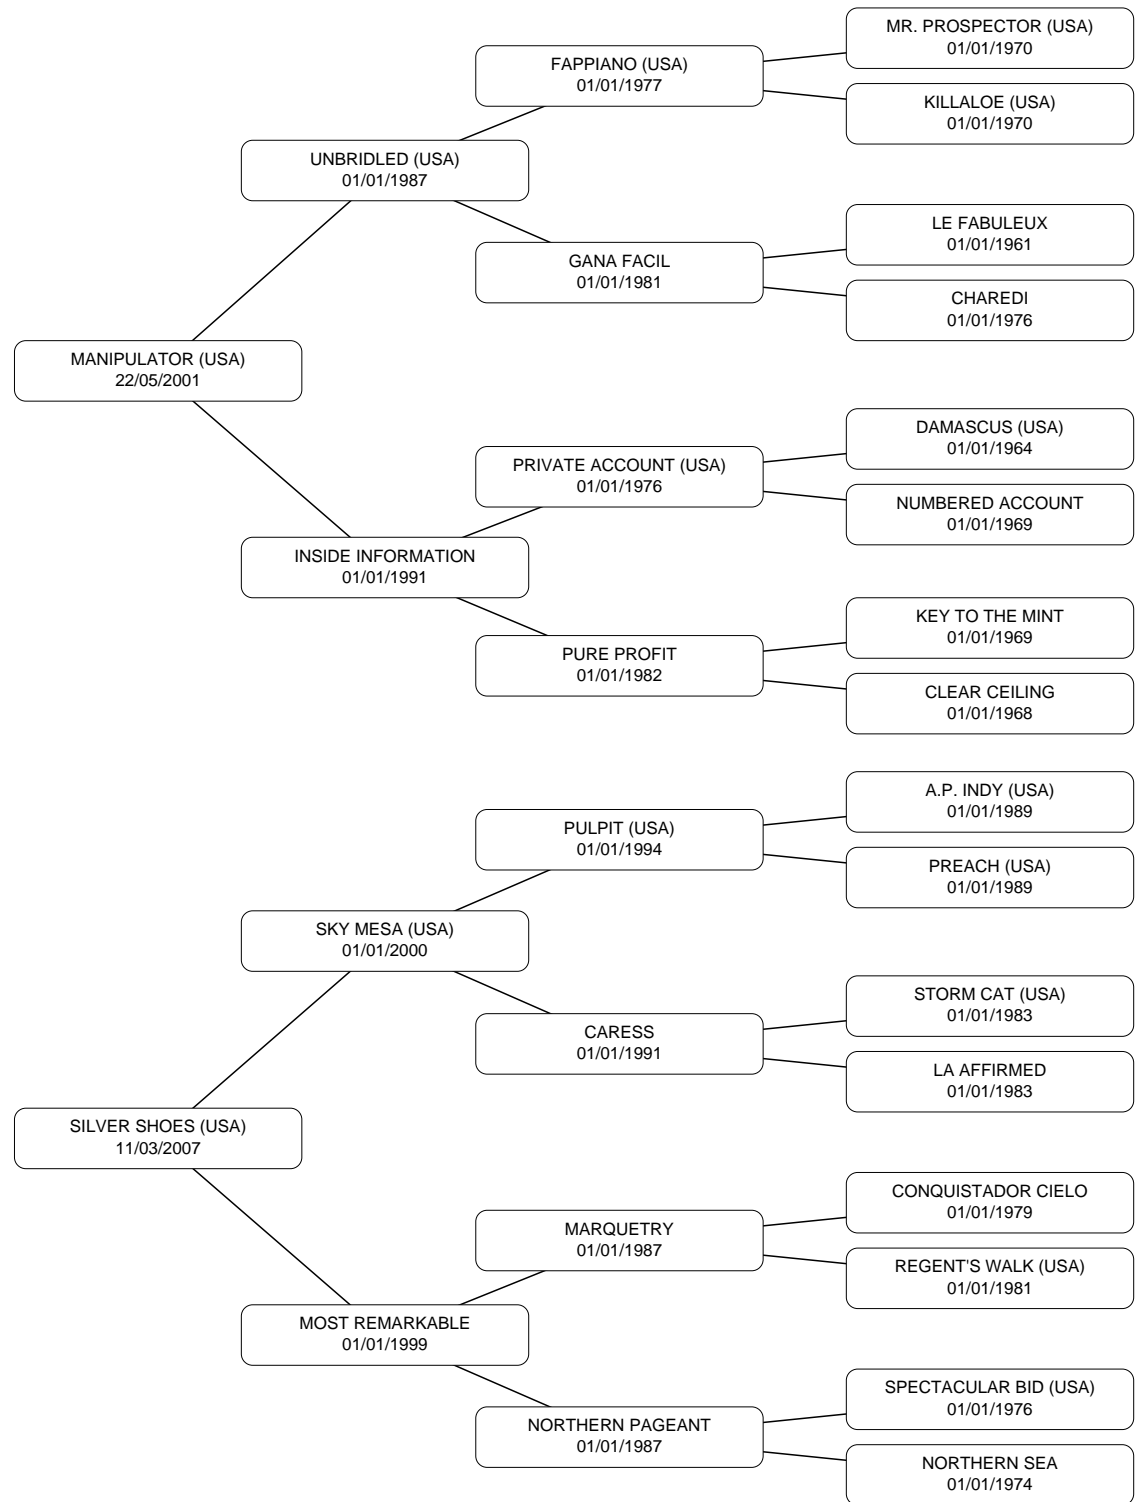 MR. PROSPECTOR (USA)
01/01/1970
FAPPIANO (USA)
01/01/1977
KILLALOE (USA)
01/01/1970
UNBRIDLED (USA)
01/01/1987
LE FABULEUX
01/01/1961
GANA FACIL
01/01/1981
CHAREDI
01/01/1976
MANIPULATOR (USA)
22/05/2001
DAMASCUS (USA)
01/01/1964
PRIVATE ACCOUNT (USA)
01/01/1976
NUMBERED ACCOUNT
01/01/1969
INSIDE INFORMATION
01/01/1991
KEY TO THE MINT
01/01/1969
PURE PROFIT
01/01/1982
CLEAR CEILING
01/01/1968
A.P. INDY (USA)
01/01/1989
PULPIT (USA)
01/01/1994
PREACH (USA)
01/01/1989
SKY MESA (USA)
01/01/2000
STORM CAT (USA)
01/01/1983
CARESS
01/01/1991
LA AFFIRMED
01/01/1983
SILVER SHOES (USA)
11/03/2007
CONQUISTADOR CIELO
01/01/1979
MARQUETRY
01/01/1987
REGENT'S WALK (USA)
01/01/1981
MOST REMARKABLE
01/01/1999
SPECTACULAR BID (USA)
01/01/1976
NORTHERN PAGEANT
01/01/1987
NORTHERN SEA
01/01/1974